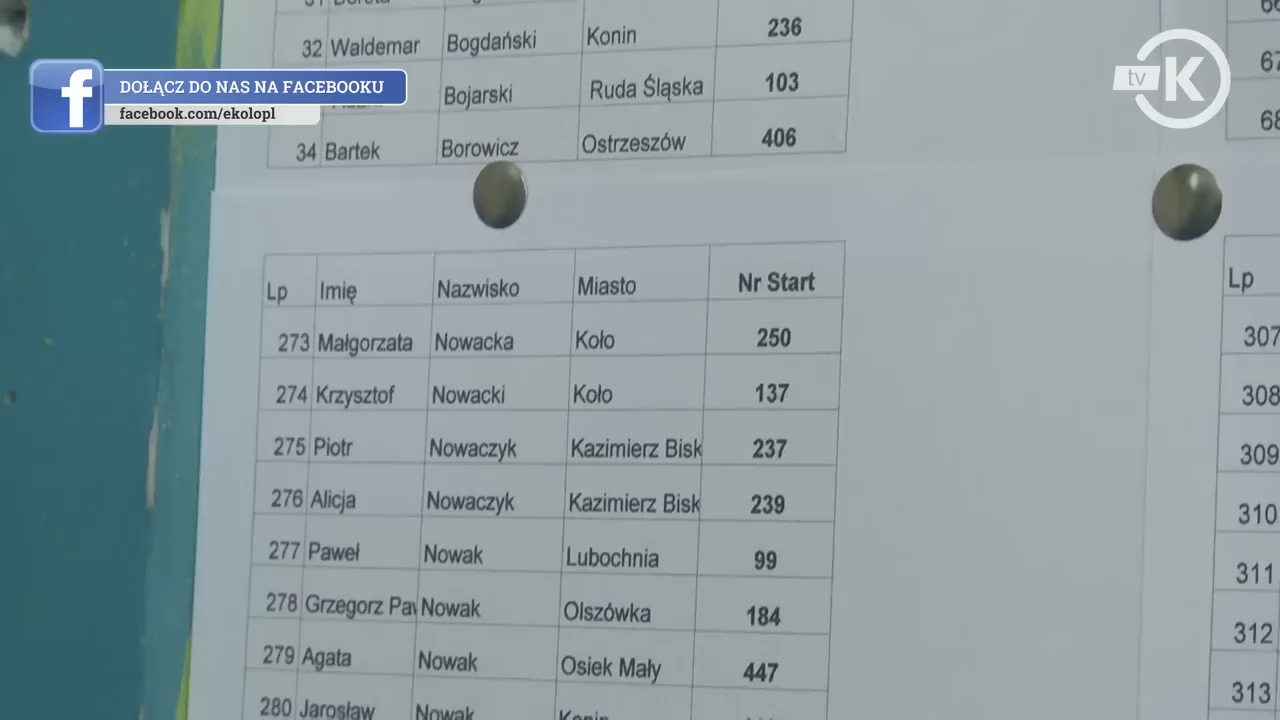 32 Waldemar Bogdański Konin 236
DOŁĄCZ DO NAS NA FACEBOOKU
facebook.com/ekolopl
Bojarski Ruda Śląska 103
34 Bartek Borowicz Ostrzeszów 406
tv K
67
68
Lp Imię Nazwisko Miasto Nr Start
273 Małgorzata Nowacka Koło 250
274 Krzysztof Nowacki Koło 137
275 Piotr Nowaczyk Kazimierz Bisk 237
276 Alicja Nowaczyk Kazimierz Bisk 239
277 Paweł Nowak Lubochnia 99
278 Grzegorz Pav Nowak Olszówka 184
279 Agata Nowak Osiek Mały 447
280 Jarosław Nowak Konin
Lp
307
308
309
310
311
312
313